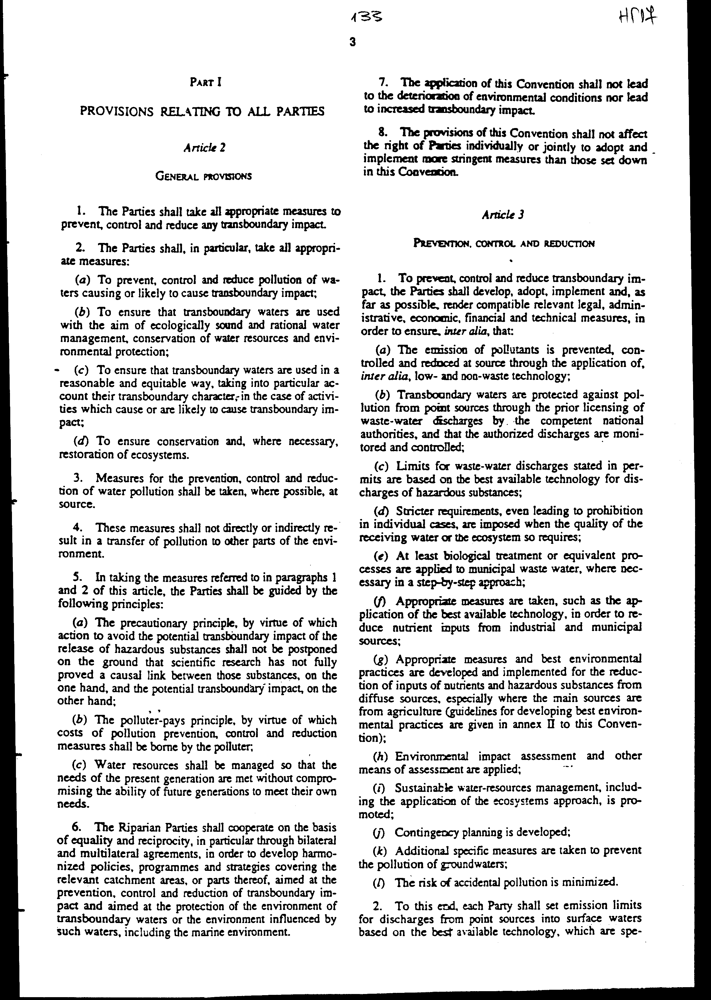 133
3
PART I
PROVISIONS RELATING TO ALL PARTIES
Article 2
GENERAL PROVISIONS
1. The Parties shall take all appropriate measures to
prevent, control and reduce any transboundary impact.
2. The Parties shall, in particular, take all appropri-
ate measures:
(a) To prevent, control and reduce pollution of wa-
ters causing or likely to cause transboundary impact;
(b) To ensure that transboundary waters are used
with the aim of ecologically sound and rational water
management, conservation of water resources and envi-
ronmental protection;
(c) To ensure that transboundary waters are used in a
reasonable and equitable way, taking into particular ac-
count their transboundary character, in the case of activi-
ties which cause or are likely to cause transboundary im-
pact;
(d) To ensure conservation and, where necessary,
restoration of ecosystems.
3. Measures for the prevention, control and reduc-
tion of water pollution shall be taken, where possible, at
source.
4. These measures shall not directly or indirectly re-
sult in a transfer of pollution to other parts of the envi-
ronment.
5. In taking the measures referred to in paragraphs 1
and 2 of this article, the Parties shall be guided by the
following principles:
(a) The precautionary principle, by virtue of which
action to avoid the potential transboundary impact of the
release of hazardous substances shall not be postponed
on the ground that scientific research has not fully
proved a causal link between those substances, on the
one hand, and the potential transboundary impact, on the
other hand;
(b) The polluter-pays principle, by virtue of which
costs of pollution prevention, control and reduction
measures shall be borne by the polluter;
(c) Water resources shall be managed so that the
needs of the present generation are met without compro-
mising the ability of future generations to meet their own
needs.
6. The Riparian Parties shall cooperate on the basis
of equality and reciprocity, in particular through bilateral
and multilateral agreements, in order to develop harmo-
nized policies, programmes and strategies covering the
relevant catchment areas, or parts thereof, aimed at the
prevention, control and reduction of transboundary im-
pact and aimed at the protection of the environment of
transboundary waters or the environment influenced by
such waters, including the marine environment.
7. The application of this Convention shall not lead
to the deterioration of environmental conditions nor lead
to increased transboundary impact.
8. The provisions of this Convention shall not affect
the right of Parties individually or jointly to adopt and
implement more stringent measures than those set down
in this Convention.
Article 3
PREVENTION, CONTROL AND REDUCTION
1. To prevent, control and reduce transboundary im-
pact, the Parties shall develop, adopt, implement and, as
far as possible, render compatible relevant legal, admin-
istrative, economic, financial and technical measures, in
order to ensure, inter alia, that:
(a) The emission of pollutants is prevented, con-
trolled and reduced at source through the application of,
inter alia, low- and non-waste technology;
(b) Transboundary waters are protected against pol-
lution from point sources through the prior licensing of
waste-water discharges by the competent national
authorities, and that the authorized discharges are moni-
tored and controlled;
(c) Limits for waste-water discharges stated in per-
mits are based on the best available technology for dis-
charges of hazardous substances;
(d) Stricter requirements, even leading to prohibition
in individual cases, are imposed when the quality of the
receiving water or the ecosystem so requires;
(e) At least biological treatment or equivalent pro-
cesses are applied to municipal waste water, where nec-
essary in a step-by-step approach;
(f) Appropriate measures are taken, such as the ap-
plication of the best available technology, in order to re-
duce nutrient inputs from industrial and municipal
sources;
(g) Appropriate measures and best environmental
practices are developed and implemented for the reduc-
tion of inputs of nutrients and hazardous substances from
diffuse sources, especially where the main sources are
from agriculture (guidelines for developing best environ-
mental practices are given in annex II to this Conven-
tion);
(h) Environmental impact assessment and other
means of assessment are applied;
(i) Sustainable water-resources management, includ-
ing the application of the ecosystems approach, is pro-
moted;
(j) Contingency planning is developed;
(k) Additional specific measures are taken to prevent
the pollution of groundwaters;
(l) The risk of accidental pollution is minimized.
2. To this end, each Party shall set emission limits
for discharges from point sources into surface waters
based on the best available technology, which are spe-